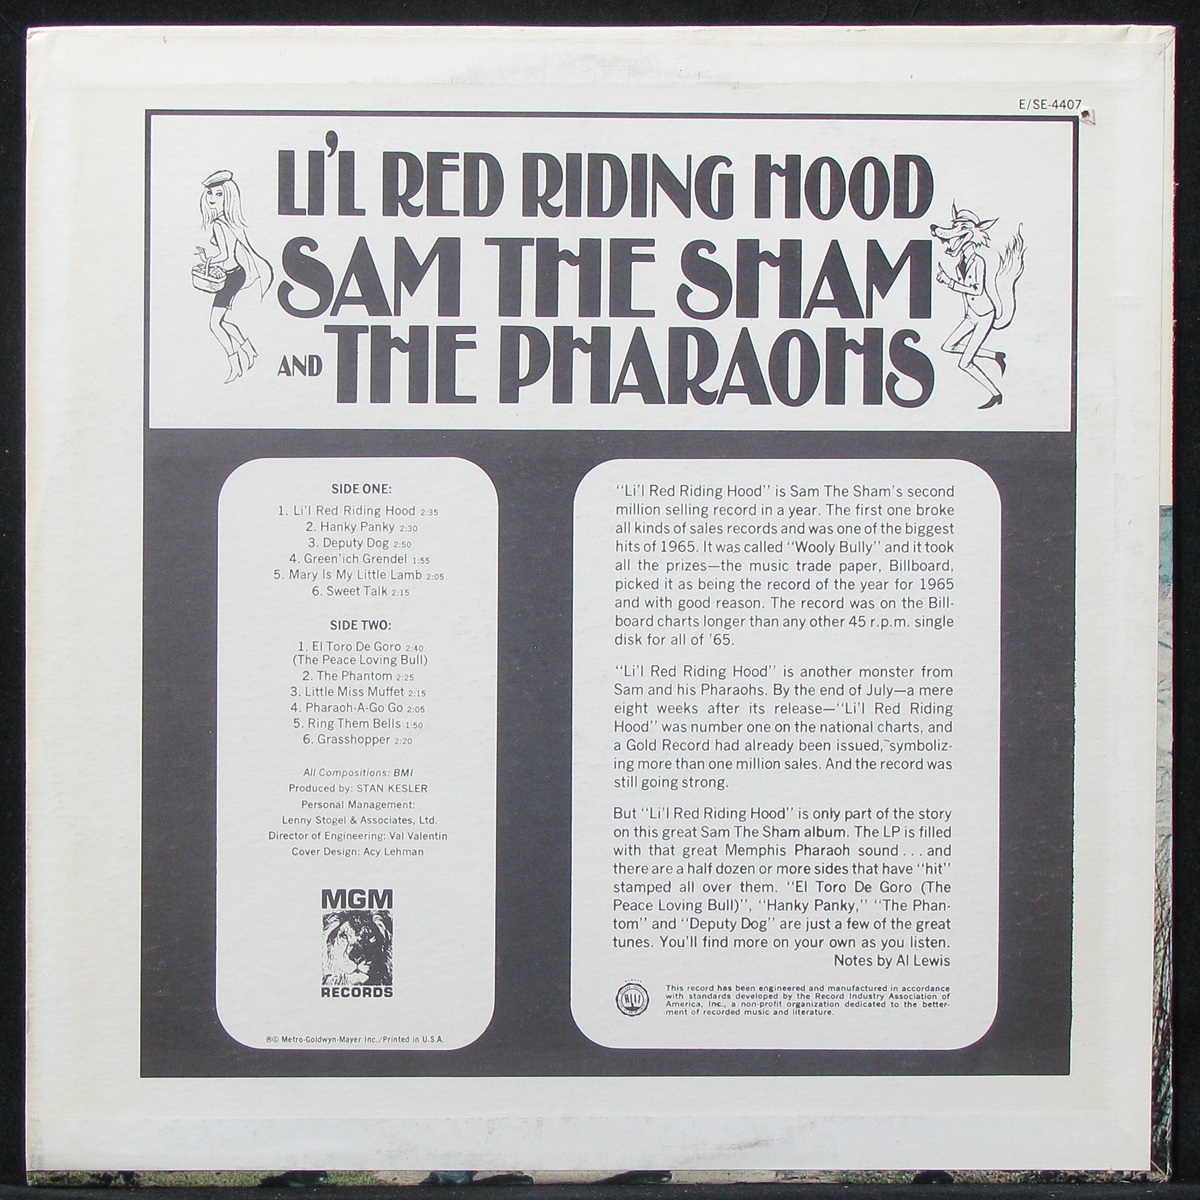 E/SE-4407
LI'L RED RIDING HOOD
SAM THE SHAM
AND THE PHARAOHS
SIDE ONE:
1. Li'l Red Riding Hood 2:35
2. Hanky Panky 2:30
3. Deputy Dog 2:50
4. Green'ich Grendel 1:55
5. Mary Is My Little Lamb 2:05
6. Sweet Talk 2:15
SIDE TWO:
1. El Toro De Goro 2:40
(The Peace Loving Bull)
2. The Phantom 2:25
3. Little Miss Muffet 2:15
4. Pharaoh-A-Go Go 2:05
5. Ring Them Bells 1:50
6. Grasshopper 2:20
All Compositions: BMI
Produced by: STAN KESLER
Personal Management:
Lenny Stogel & Associates, Ltd.
Director of Engineering: Val Valentin
Cover Design: Acy Lehman
MGM
RECORDS
®© Metro-Goldwyn-Mayer Inc./Printed in U.S.A.
"Li'l Red Riding Hood" is Sam The Sham's second
million selling record in a year. The first one broke
all kinds of sales records and was one of the biggest
hits of 1965. It was called "Wooly Bully" and it took
all the prizes—the music trade paper, Billboard,
picked it as being the record of the year for 1965
and with good reason. The record was on the Bill-
board charts longer than any other 45 r.p.m. single
disk for all of '65.
"Li'l Red Riding Hood" is another monster from
Sam and his Pharaohs. By the end of July—a mere
eight weeks after its release—"Li'l Red Riding
Hood" was number one on the national charts, and
a Gold Record had already been issued, symboliz-
ing more than one million sales. And the record was
still going strong.
But "Li'l Red Riding Hood" is only part of the story
on this great Sam The Sham album. The LP is filled
with that great Memphis Pharaoh sound . . . and
there are a half dozen or more sides that have "hit"
stamped all over them. "El Toro De Goro (The
Peace Loving Bull)", "Hanky Panky," "The Phan-
tom" and "Deputy Dog" are just a few of the great
tunes. You'll find more on your own as you listen.
Notes by Al Lewis
This record has been engineered and manufactured in accordance
with standards developed by the Record Industry Association of
America, Inc., a non-profit organization dedicated to the better-
ment of recorded music and literature.